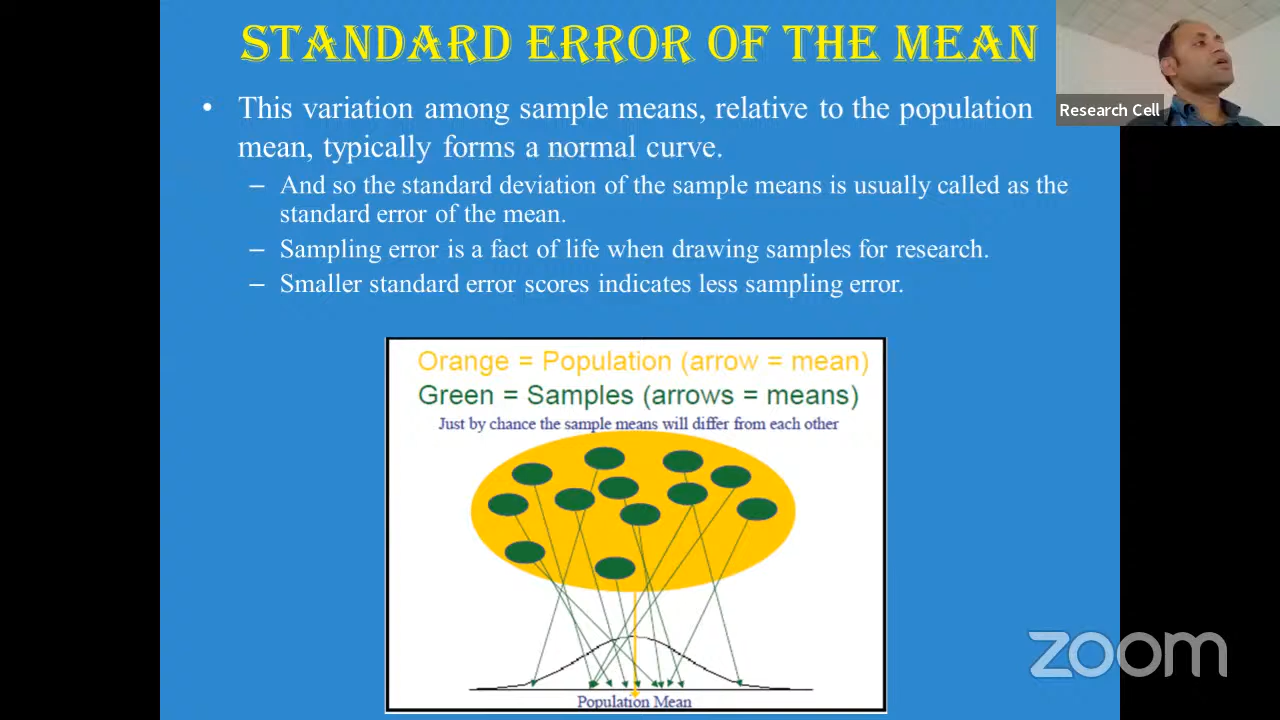 STANDARD ERROR OF THE MEAN
Research Cell
• This variation among sample means, relative to the population
mean, typically forms a normal curve.
– And so the standard deviation of the sample means is usually called as the
standard error of the mean.
– Sampling error is a fact of life when drawing samples for research.
– Smaller standard error scores indicates less sampling error.
Orange = Population (arrow = mean)
Green = Samples (arrows = means)
Just by chance the sample means will differ from each other
Population Mean
zoom